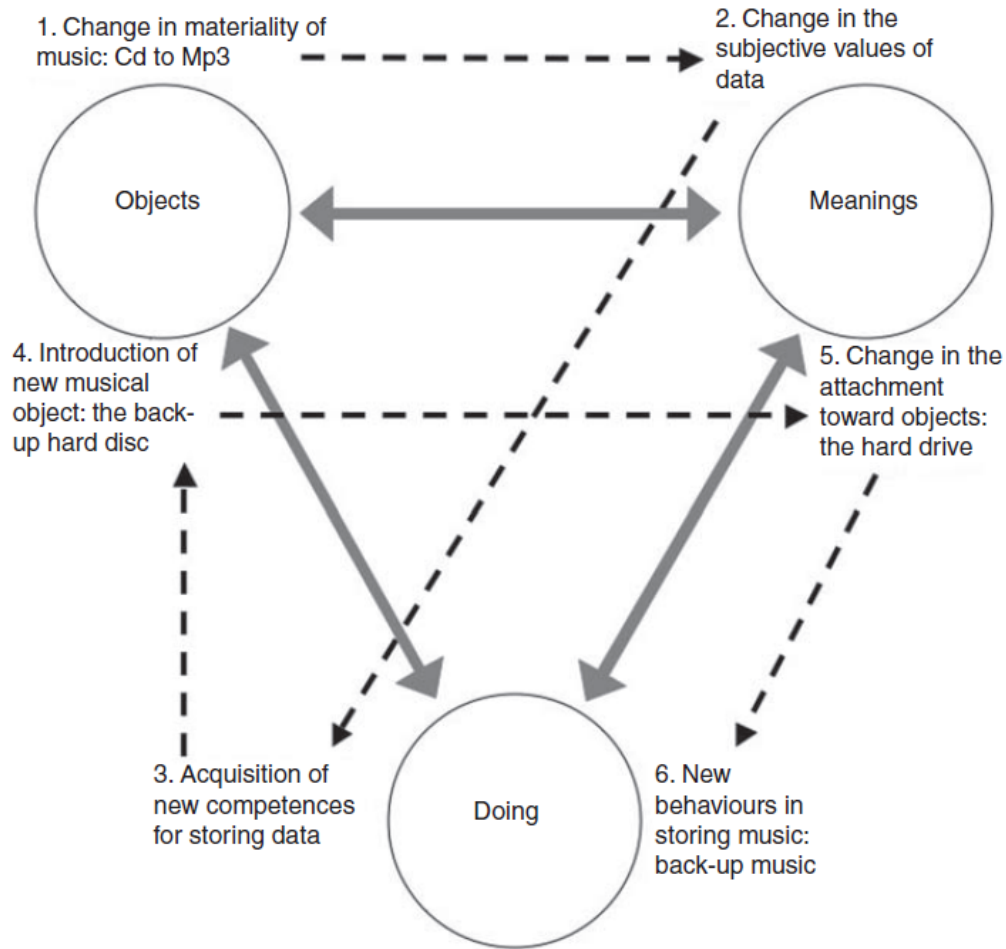 1. Change in materiality of
music: Cd to Mp3
2. Change in the
subjective values of
data
Objects
Meanings
4. Introduction of
new musical
object: the back-
up hard disc
5. Change in the
attachment
toward objects:
the hard drive
3. Acquisition of
new competences
for storing data
Doing
6. New
behaviours in
storing music:
back-up music